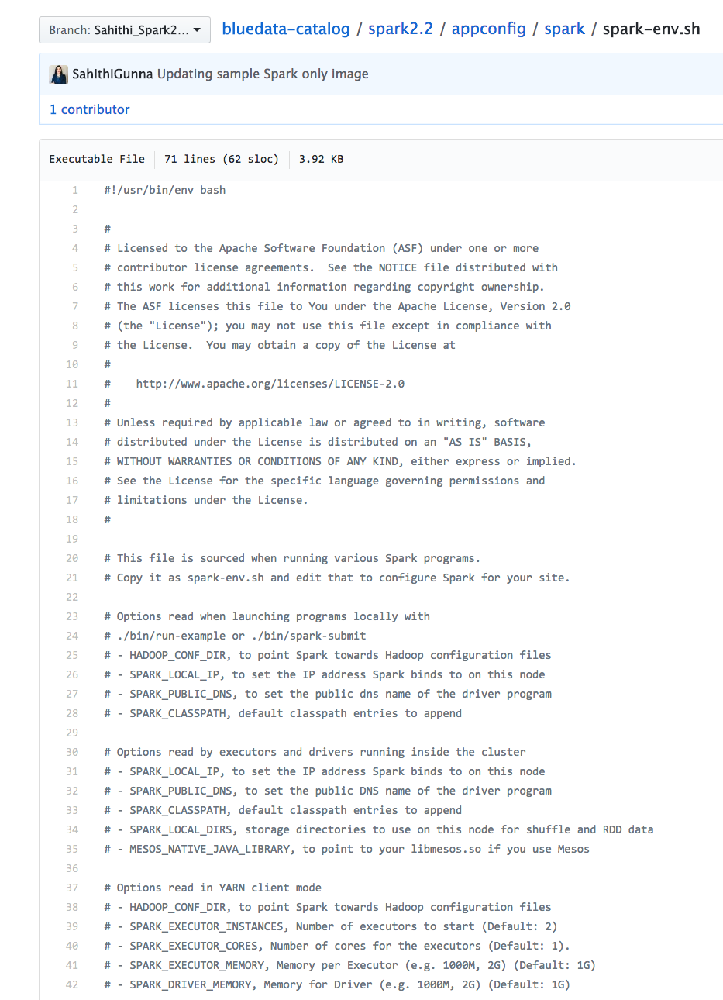 Branch: Sahithi_Spark2... bluedata-catalog / spark2.2 / appconfig / spark / spark-env.sh
SahithiGunna Updating sample Spark only image
1 contributor
Executable File 71 lines (62 sloc) 3.92 KB
1 #!/usr/bin/env bash
2
3 #
4 # Licensed to the Apache Software Foundation (ASF) under one or more
5 # contributor license agreements.  See the NOTICE file distributed with
6 # this work for additional information regarding copyright ownership.
7 # The ASF licenses this file to You under the Apache License, Version 2.0
8 # (the "License"); you may not use this file except in compliance with
9 # the License.  You may obtain a copy of the License at
10 #
11 #    http://www.apache.org/licenses/LICENSE-2.0
12 #
13 # Unless required by applicable law or agreed to in writing, software
14 # distributed under the License is distributed on an "AS IS" BASIS,
15 # WITHOUT WARRANTIES OR CONDITIONS OF ANY KIND, either express or implied.
16 # See the License for the specific language governing permissions and
17 # limitations under the License.
18 #
19
20 # This file is sourced when running various Spark programs.
21 # Copy it as spark-env.sh and edit that to configure Spark for your site.
22
23 # Options read when launching programs locally with
24 # ./bin/run-example or ./bin/spark-submit
25 # - HADOOP_CONF_DIR, to point Spark towards Hadoop configuration files
26 # - SPARK_LOCAL_IP, to set the IP address Spark binds to on this node
27 # - SPARK_PUBLIC_DNS, to set the public dns name of the driver program
28 # - SPARK_CLASSPATH, default classpath entries to append
29
30 # Options read by executors and drivers running inside the cluster
31 # - SPARK_LOCAL_IP, to set the IP address Spark binds to on this node
32 # - SPARK_PUBLIC_DNS, to set the public DNS name of the driver program
33 # - SPARK_CLASSPATH, default classpath entries to append
34 # - SPARK_LOCAL_DIRS, storage directories to use on this node for shuffle and RDD data
35 # - MESOS_NATIVE_JAVA_LIBRARY, to point to your libmesos.so if you use Mesos
36
37 # Options read in YARN client mode
38 # - HADOOP_CONF_DIR, to point Spark towards Hadoop configuration files
39 # - SPARK_EXECUTOR_INSTANCES, Number of executors to start (Default: 2)
40 # - SPARK_EXECUTOR_CORES, Number of cores for the executors (Default: 1).
41 # - SPARK_EXECUTOR_MEMORY, Memory per Executor (e.g. 1000M, 2G) (Default: 1G)
42 # - SPARK_DRIVER_MEMORY, Memory for Driver (e.g. 1000M, 2G) (Default: 1G)